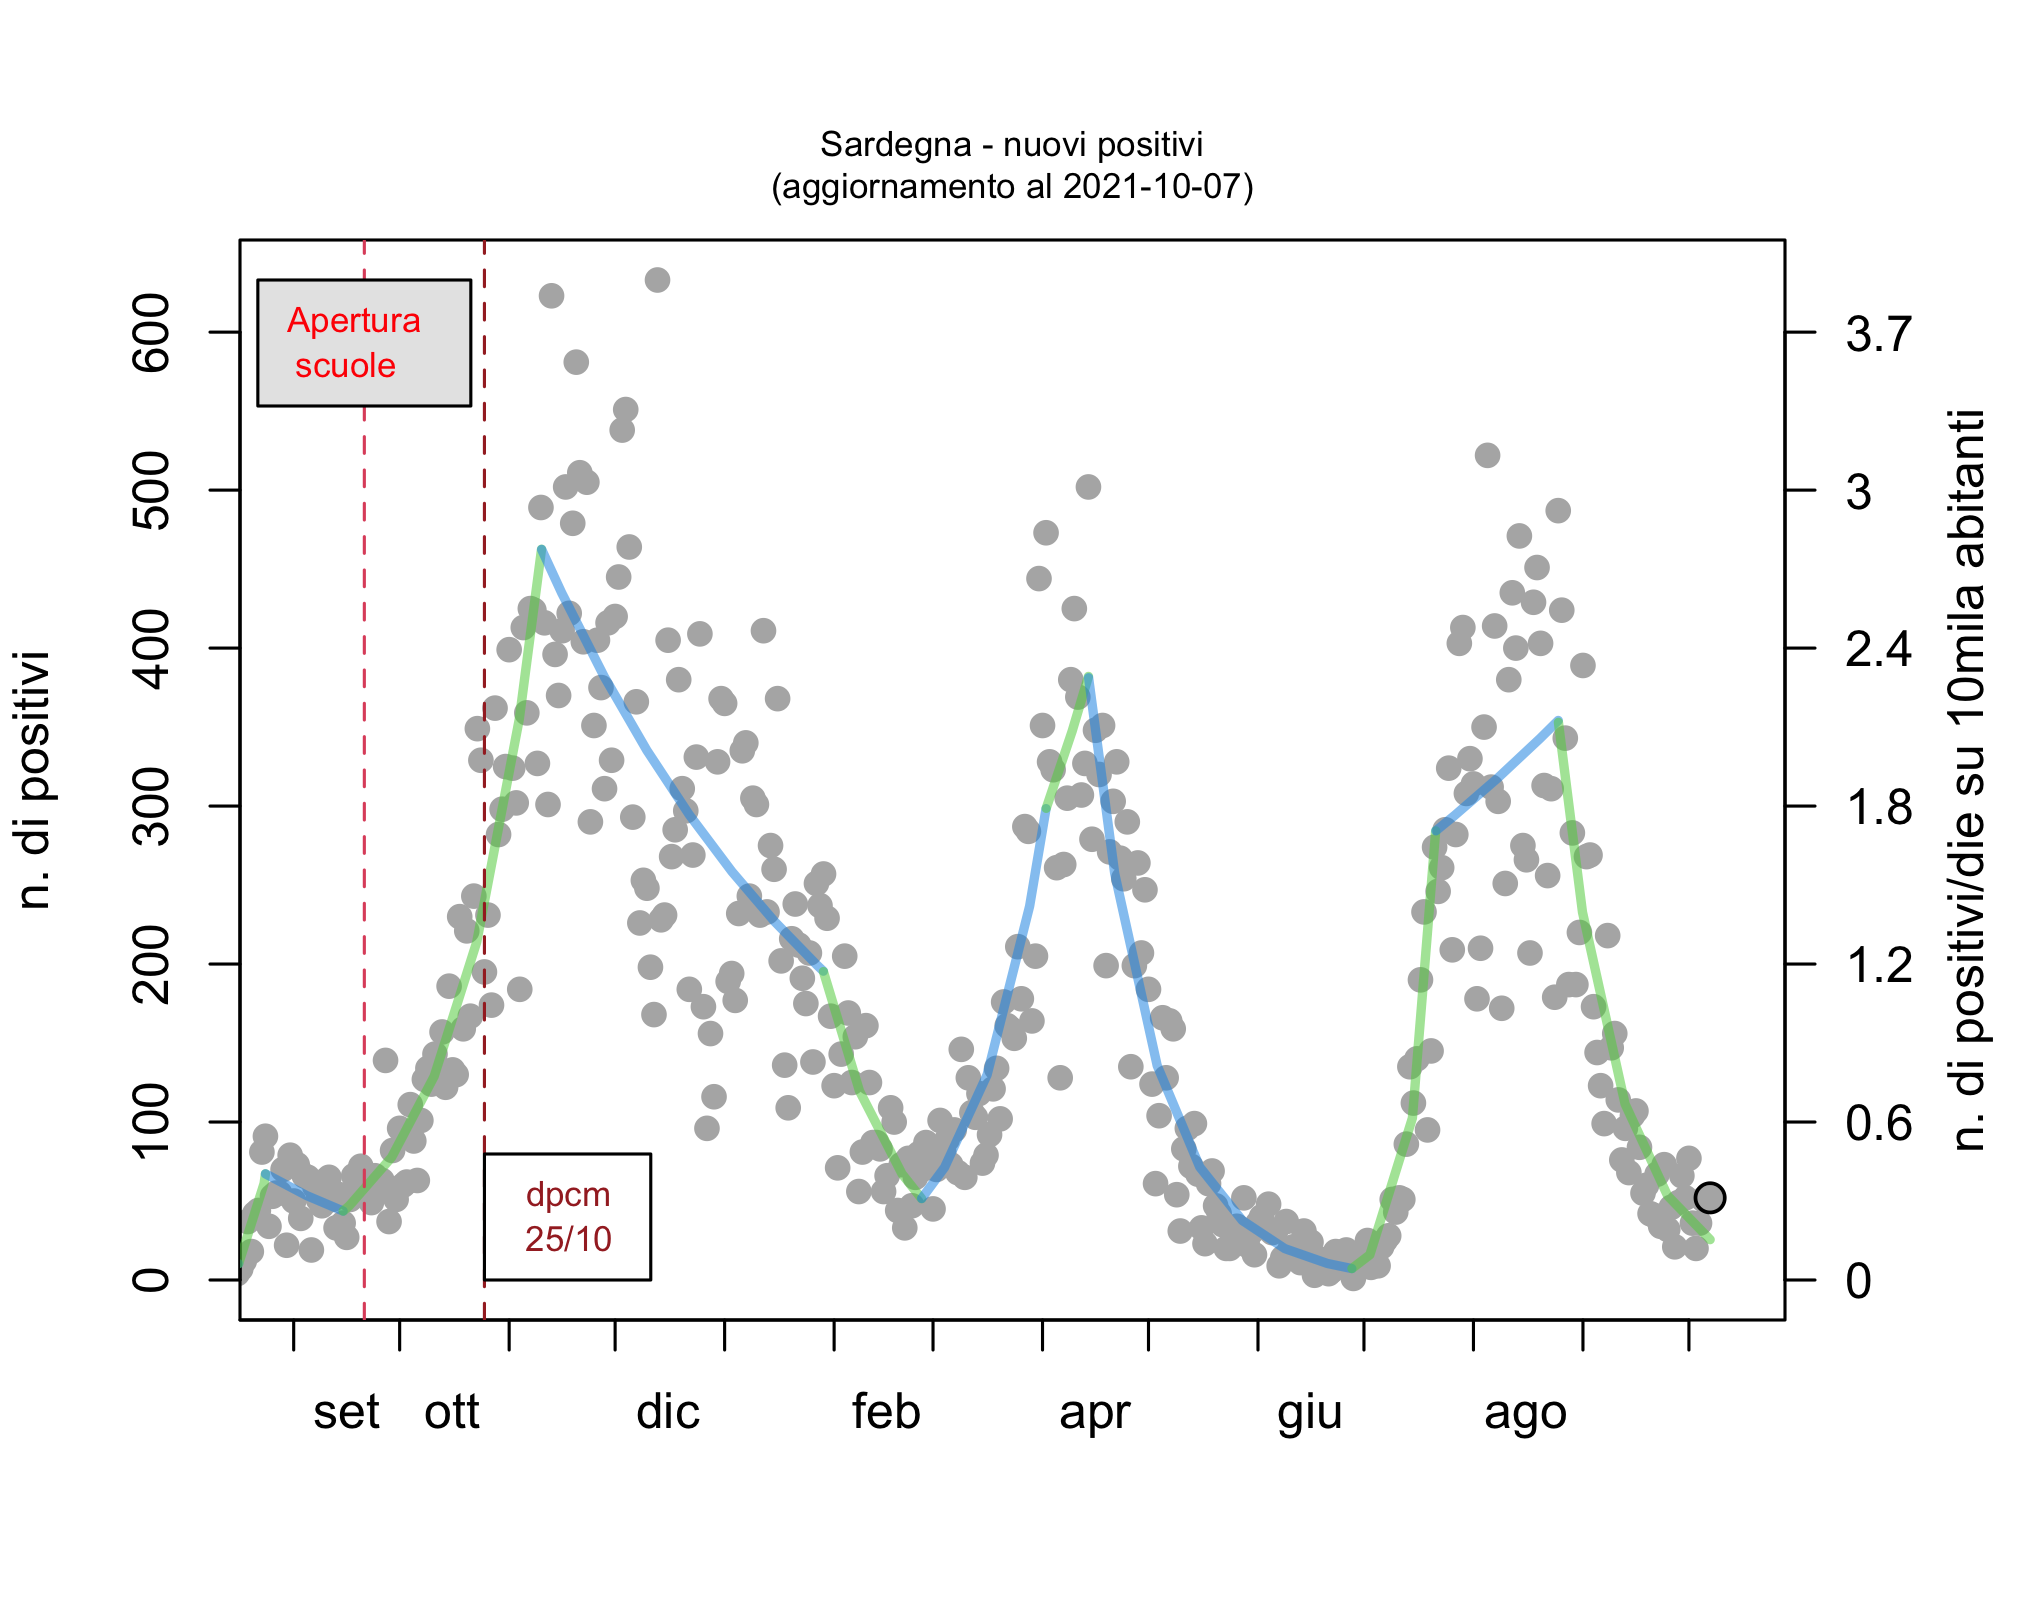 Sardegna - nuovi positivi
(aggiornamento al 2021-10-07)
n. di positivi
600
500
400
300
200
100
0
Apertura
scuole
dpcm
25/10
3.7
3
2.4
1.8
1.2
0.6
0
n. di positivi/die su 10mila abitanti
set ott dic feb apr giu ago